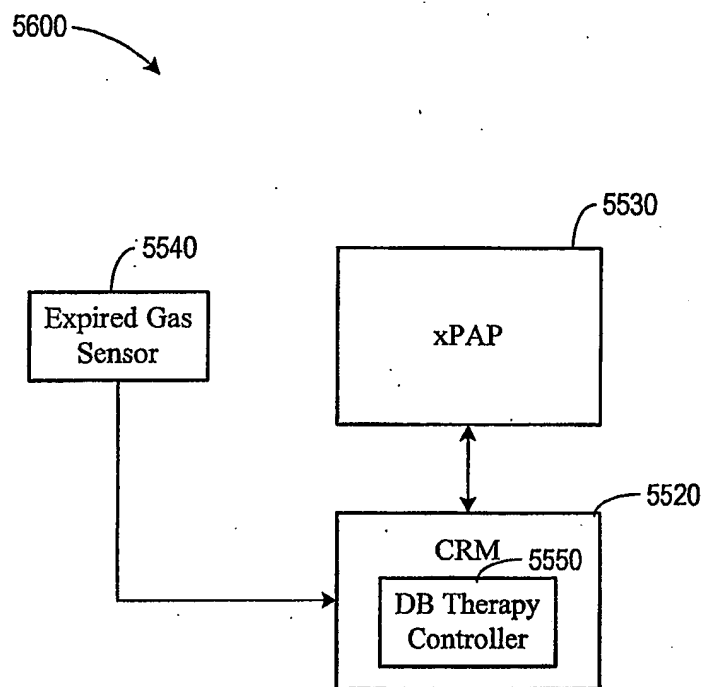 5600
5530
5540
Expired Gas
Sensor
xPAP
5520
CRM
5550
DB Therapy
Controller